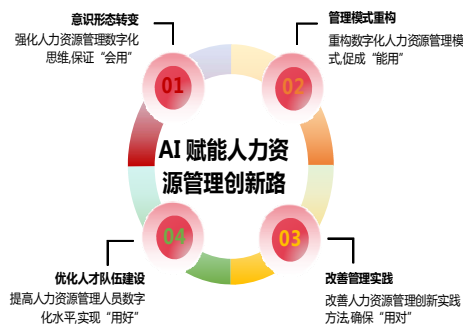 意识形态转变
强化人力资源管理数字化
思维,保证“会用”
01
管理模式重构
重构数字化人力资源管理模
式,促成“能用”
02
AI 赋能人力资
源管理创新路
04
优化人才队伍建设
提高人力资源管理人员数字
化水平,实现“用好”
03
改善管理实践
改善人力资源管理创新实践
方法,确保“用对”